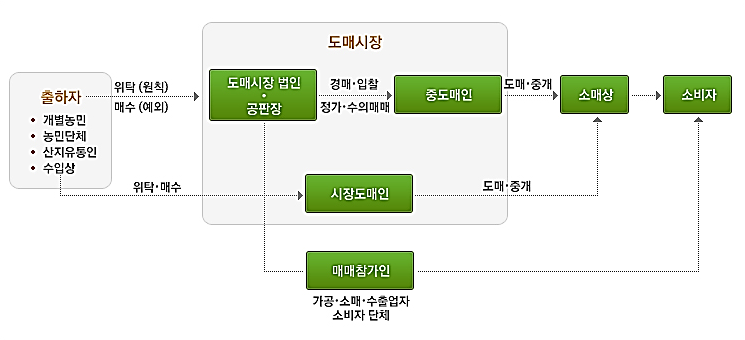 도매시장
출하자
• 개별농민
• 농민단체
• 산지유통인
• 수입상
위탁 (원칙)
매수 (예외)
도매시장 법인
·
공판장
경매·입찰
정가·수의매매
중도매인
도매·중개
소매상
소비자
위탁·매수
시장도매인
도매·중개
매매참가인
가공·소매·수출업자
소비자 단체